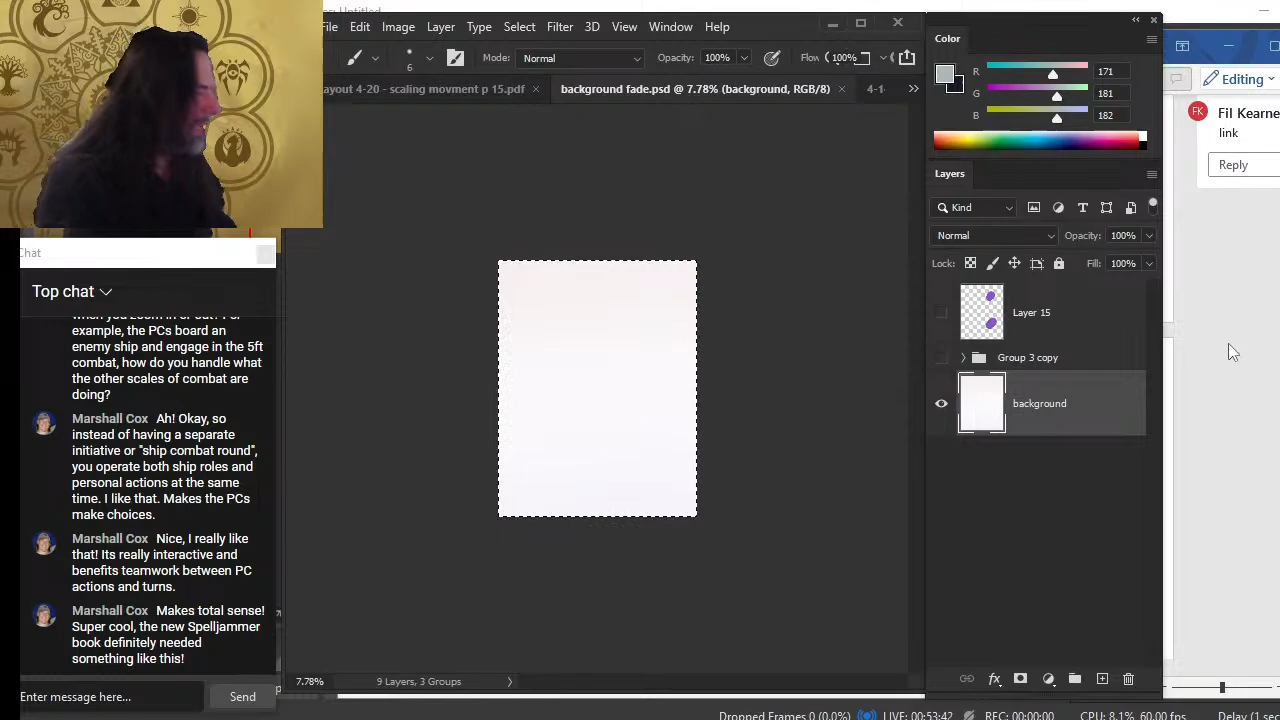 File Edit Image Layer Type Select Filter 3D View Window Help
6 Mode: Normal Opacity: 100% Flow 100%
ayout 4-20 - scaling movment p 15.pdf background fade.psd @ 7.78% (background, RGB/8) 4-1
Color
R 171
G 181
B 182
Layers
Kind
Normal Opacity: 100%
Lock: Fill: 100%
Layer 15
Group 3 copy
background
7.78% 9 Layers, 3 Groups
Editing
FK Fil Kearne
link
Reply
Chat
Top chat
when you zoom in or out? For
example, the PCs board an
enemy ship and engage in the 5ft
combat, how do you handle what
the other scales of combat are
doing?
Marshall Cox Ah! Okay, so
instead of having a separate
initiative or "ship combat round",
you operate both ship roles and
personal actions at the same
time. I like that. Makes the PCs
make choices.
Marshall Cox Nice, I really like
that! Its really interactive and
benefits teamwork between PC
actions and turns.
Marshall Cox Makes total sense!
Super cool, the new Spelljammer
book definitely needed
something like this!
Enter message here... Send
Dropped Frames 0 (0.0%) LIVE: 00:53:42 REC: 00:00:00 CPU: 8.1%, 60.00 fps Delay (1 sec